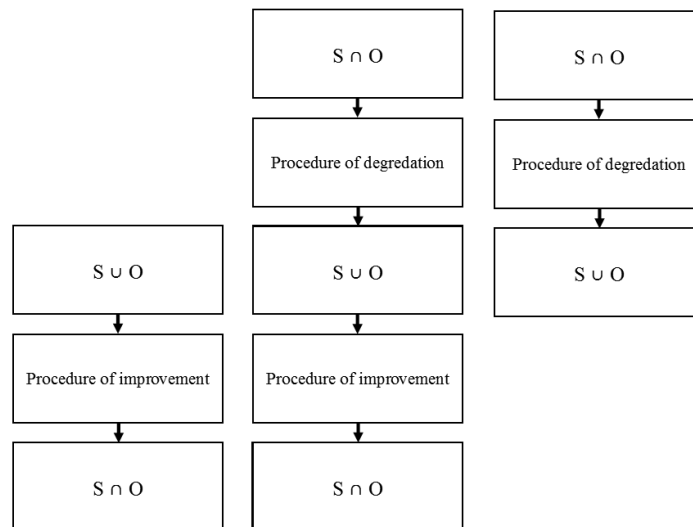 S ∩ O
Procedure of degredation
S ∪ O
Procedure of improvement
S ∩ O
S ∪ O
Procedure of improvement
S ∩ O
S ∩ O
Procedure of degredation
S ∪ O